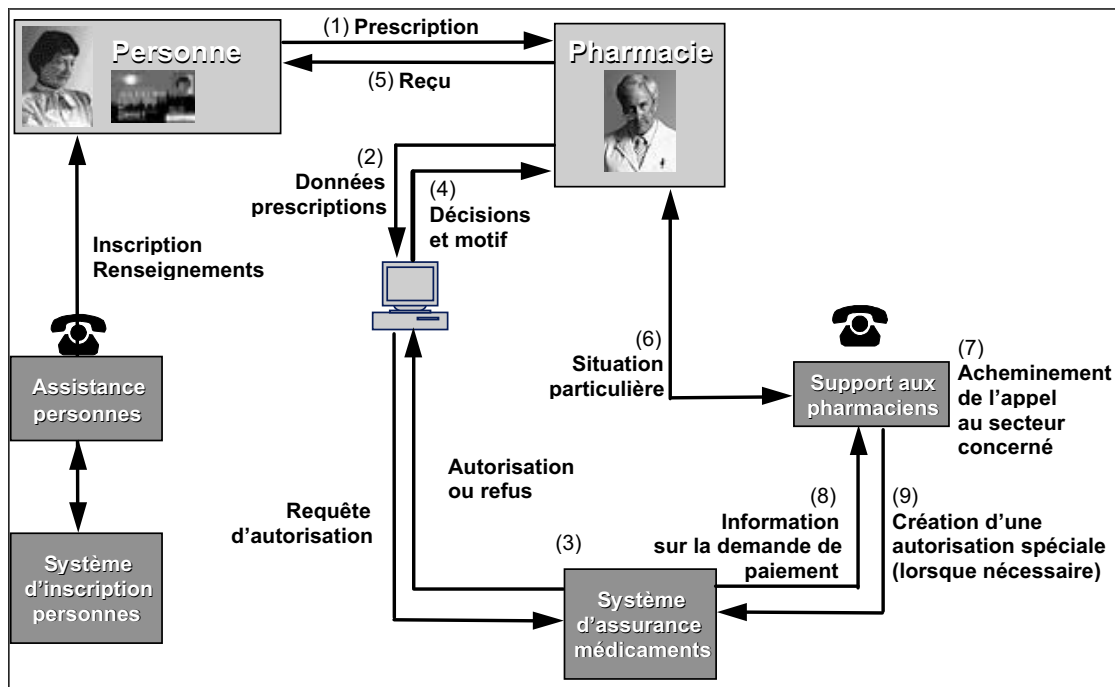 (1) Prescription
Personne
Pharmacie
(5) Reçu
(2)
Données
prescriptions
(4)
Décisions
et motif
Inscription
Renseignements
(6)
Situation
particulière
(7)
Acheminement
de l’appel
au secteur
concerné
Assistance
personnes
Support aux
pharmaciens
Autorisation
ou refus
Requête
d’autorisation
(3)
(8)
Information
sur la demande de
paiement
(9)
Création d’une
autorisation spéciale
(lorsque nécessaire)
Système
d’inscription
personnes
Système
d’assurance
médicaments